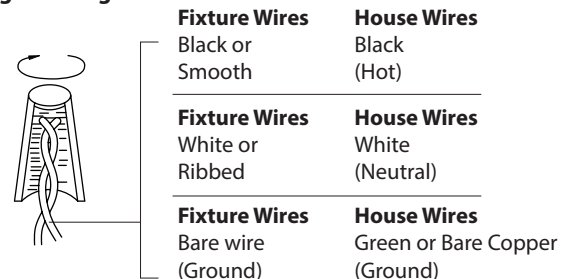 Fixture Wires House Wires
Black or Black
Smooth (Hot)
Fixture Wires House Wires
White or White
Ribbed (Neutral)
Fixture Wires House Wires
Bare wire Green or Bare Copper
(Ground) (Ground)